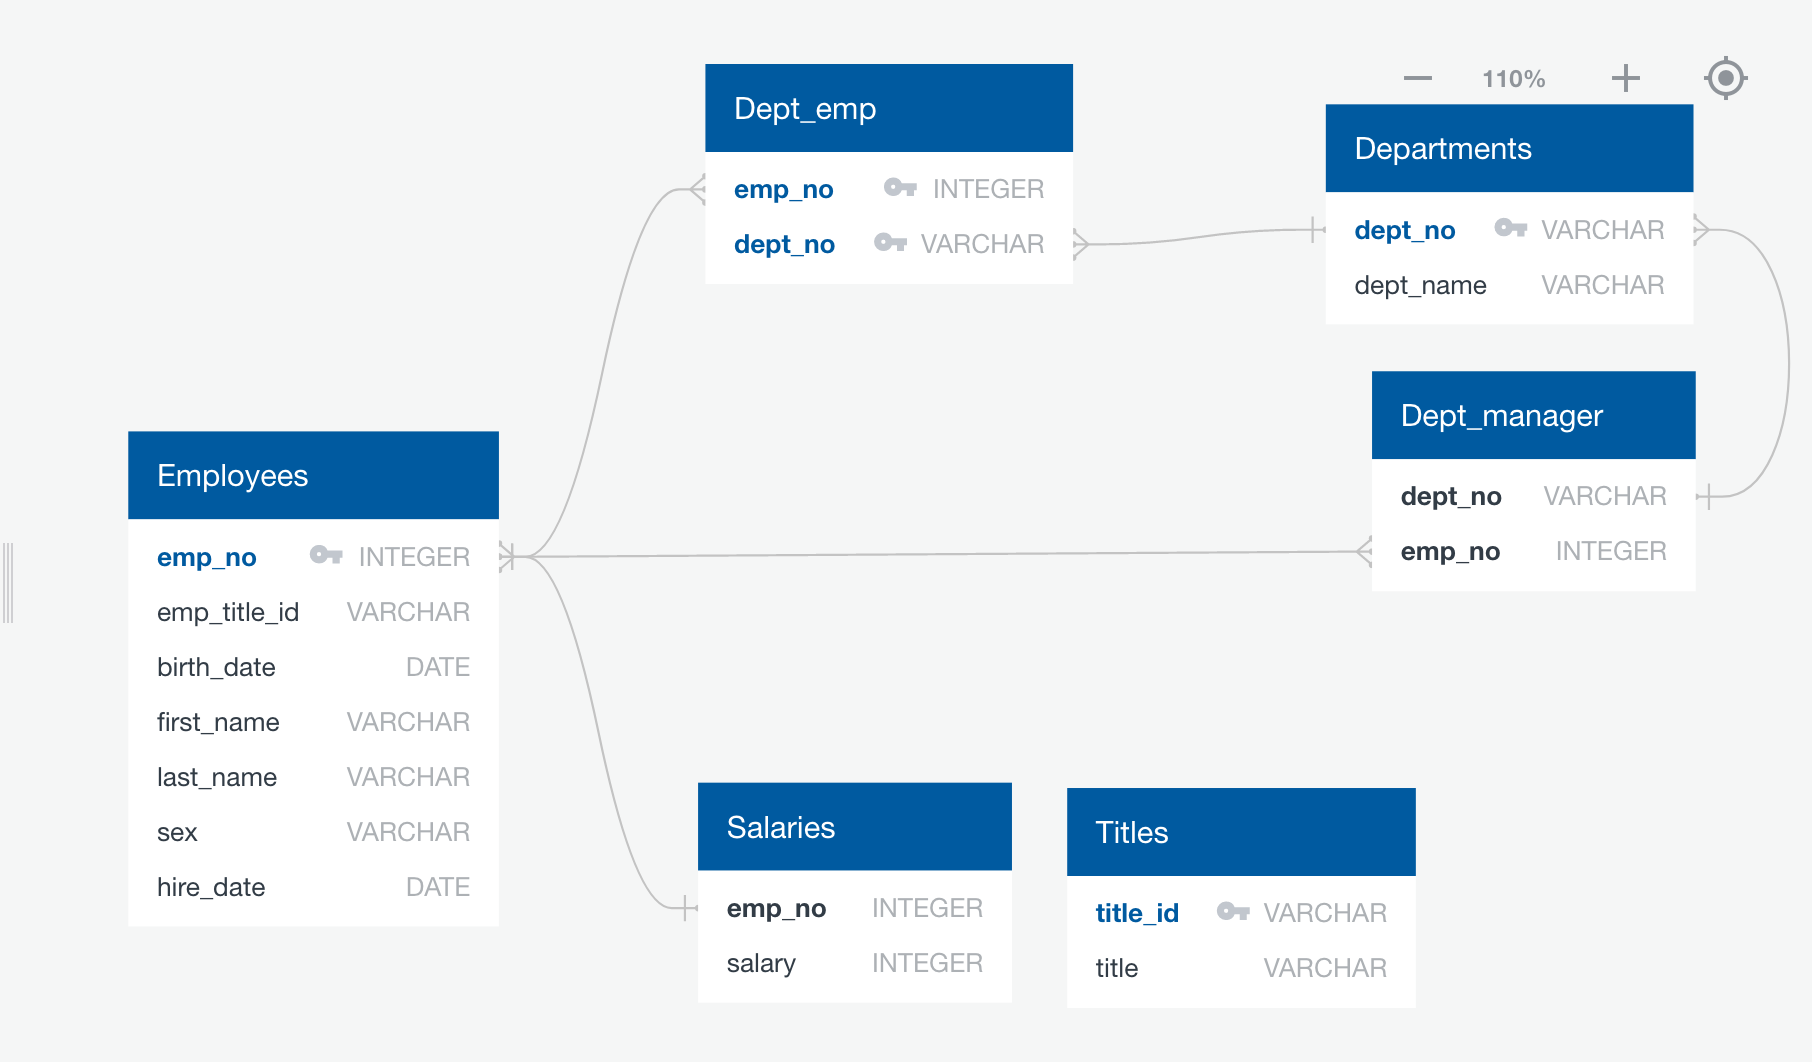 110%
Dept_emp
emp_no INTEGER
dept_no VARCHAR
Departments
dept_no VARCHAR
dept_name VARCHAR
Dept_manager
dept_no VARCHAR
emp_no INTEGER
Employees
emp_no INTEGER
emp_title_id VARCHAR
birth_date DATE
first_name VARCHAR
last_name VARCHAR
sex VARCHAR
hire_date DATE
Salaries
emp_no INTEGER
salary INTEGER
Titles
title_id VARCHAR
title VARCHAR